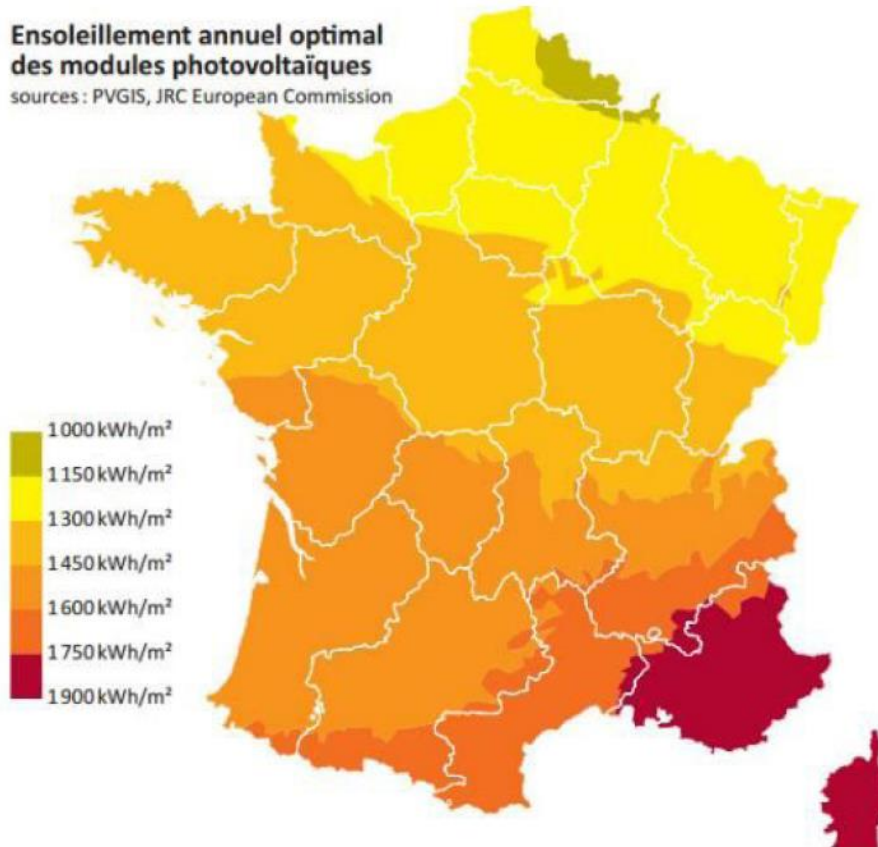 Ensoleillement annuel optimal
des modules photovoltaïques
sources : PVGIS, JRC European Commission
1000 kWh/m²
1150 kWh/m²
1300 kWh/m²
1450 kWh/m²
1600 kWh/m²
1750 kWh/m²
1900 kWh/m²